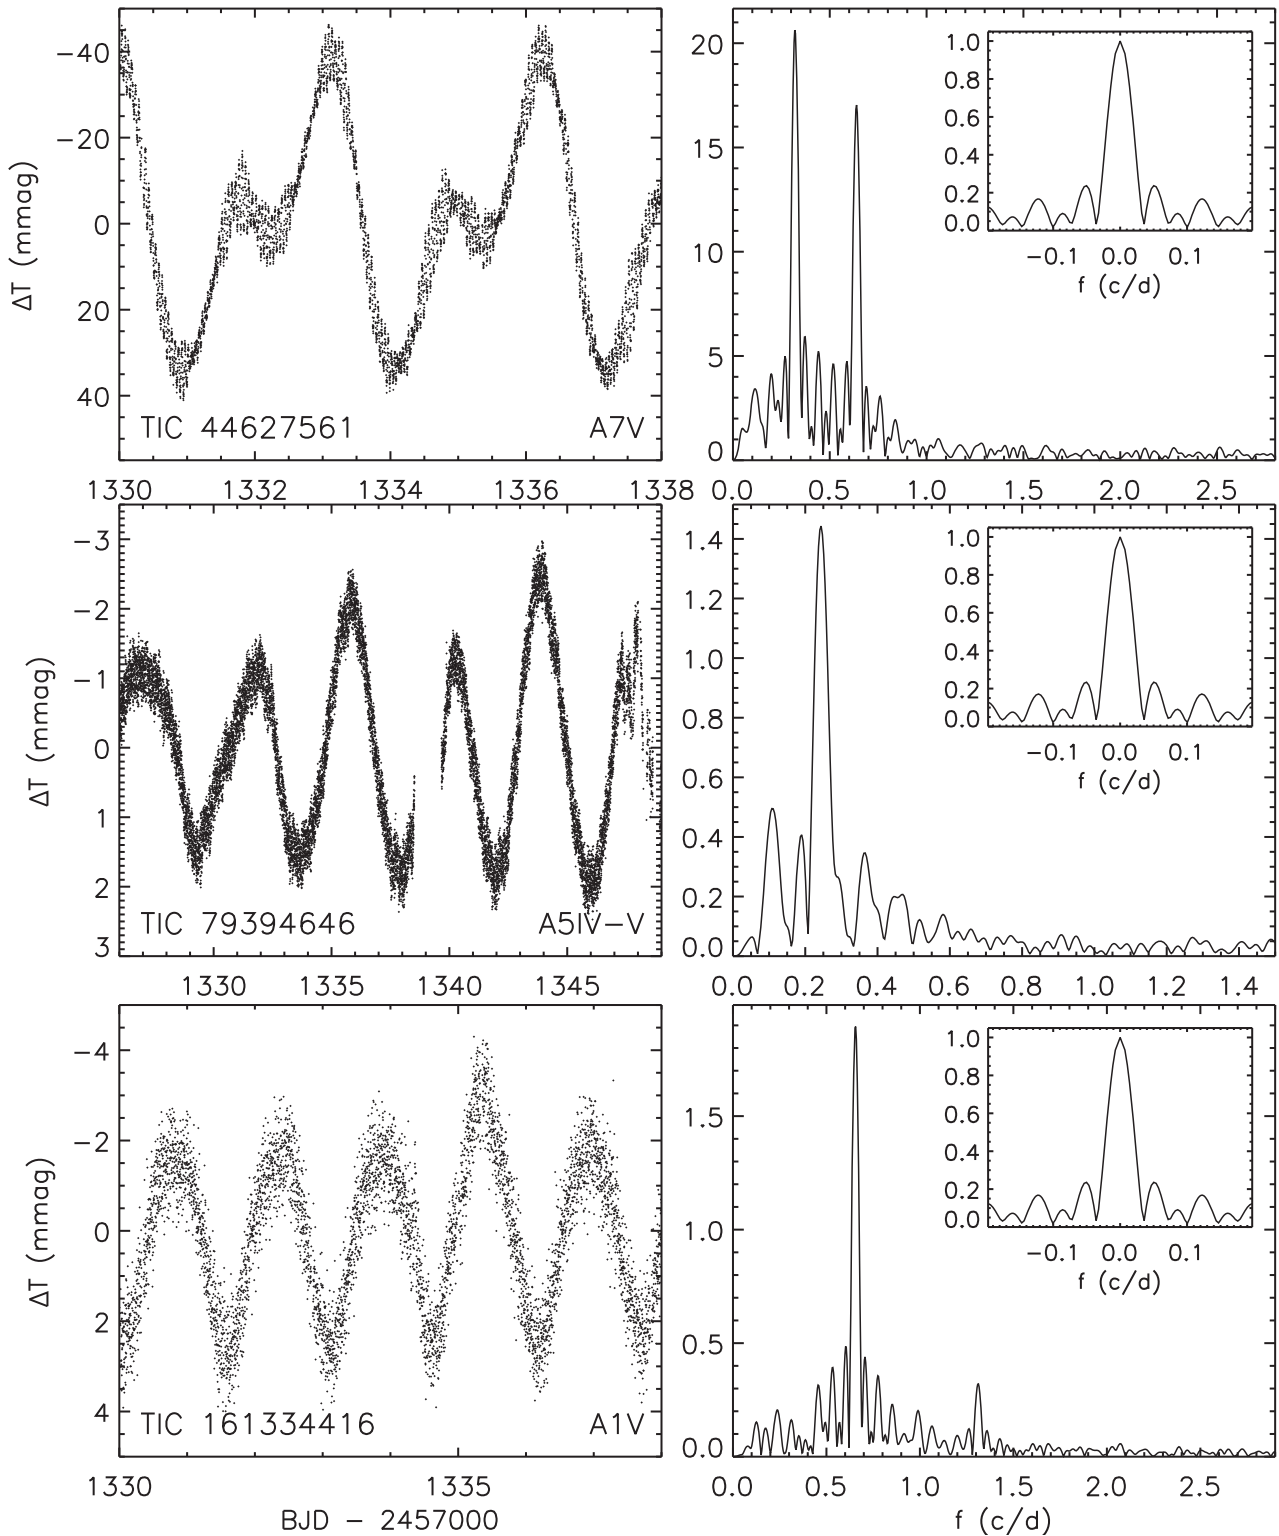 ΔT (mmag)
−40
−20
0
20
40
TIC 44627561 A7V
1330 1332 1334 1336 1338
20
15
10
5
0
0.0 0.5 1.0 1.5 2.0 2.5
1.0
0.8
0.6
0.4
0.2
0.0
−0.1 0.0 0.1
f (c/d)
ΔT (mmag)
−3
−2
−1
0
1
2
3
TIC 79394646 A5IV−V
1330 1335 1340 1345
1.4
1.2
1.0
0.8
0.6
0.4
0.2
0.0
0.0 0.2 0.4 0.6 0.8 1.0 1.2 1.4
1.0
0.8
0.6
0.4
0.2
0.0
−0.1 0.0 0.1
f (c/d)
ΔT (mmag)
−4
−2
0
2
4
TIC 161334416 A1V
1330 1335
BJD − 2457000
1.5
1.0
0.5
0.0
0.0 0.5 1.0 1.5 2.0 2.5
f (c/d)
1.0
0.8
0.6
0.4
0.2
0.0
−0.1 0.0 0.1
f (c/d)